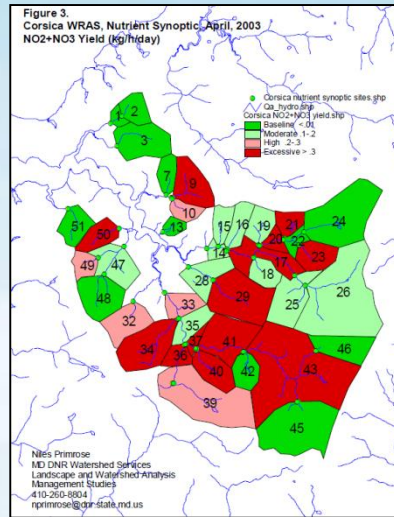 Figure 3.
Corsica WRAS, Nutrient Synoptic, April, 2003
NO2+NO3 Yield (kg/h/day)
Corsica nutrient synoptic sites.shp
Qa_hydro.shp
Corsica NO2+NO3 yield.shp
Baseline <.01
Moderate .1-.2
High .2-.3
Excessive > .3
1
2
3
7
9
10
13
51
50
49
47
48
15
16
19
21
24
14
20
22
18
17
23
28
29
25
26
32
33
35
34
36
37
41
40
42
43
46
39
45
Niles Primrose
MD DNR Watershed Services
Landscape and Watershed Analysis
Management Studies
410-260-8804
nprimrose@dnr.state.md.us